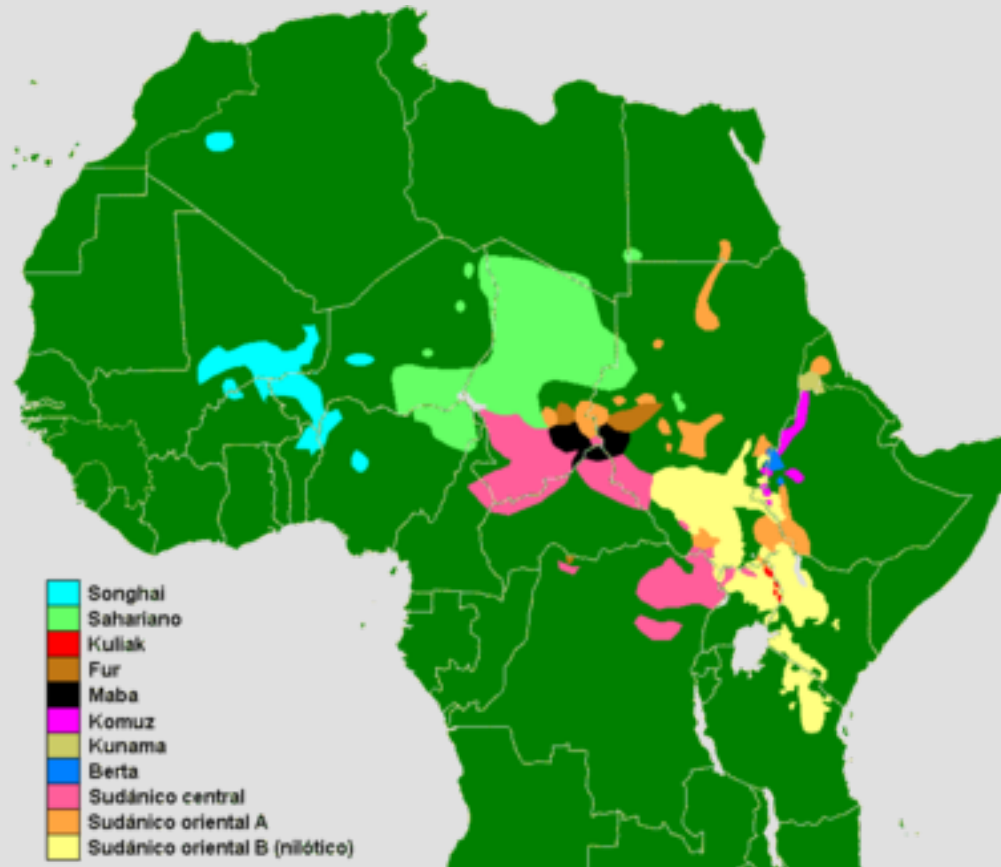 Songhai
Sahariano
Kuliak
Fur
Maba
Komuz
Kunama
Berta
Sudánico central
Sudánico oriental A
Sudánico oriental B (nilótico)